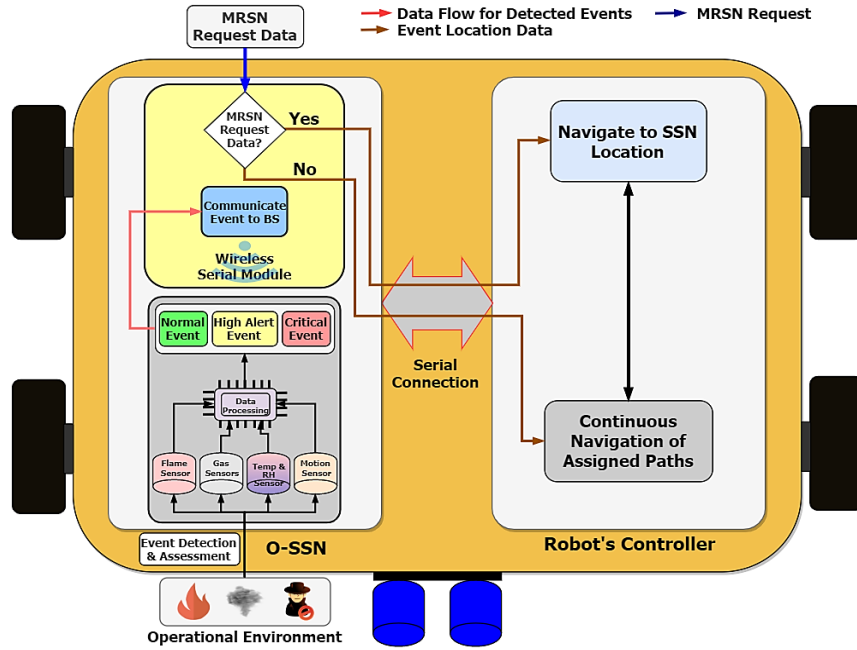 MRSN
Request Data
Data Flow for Detected Events
MRSN Request
Event Location Data
MRSN
Request
Data?
Yes
No
Communicate
Event to BS
Wireless
Serial Module
Normal
Event
High Alert
Event
Critical
Event
Data
Processing
Flame
Sensor
Gas
Sensors
Temp &
RH
Sensor
Motion
Sensor
Event Detection
& Assessment
O-SSN
Operational Environment
Serial
Connection
Navigate to SSN
Location
Continuous
Navigation of
Assigned Paths
Robot's Controller